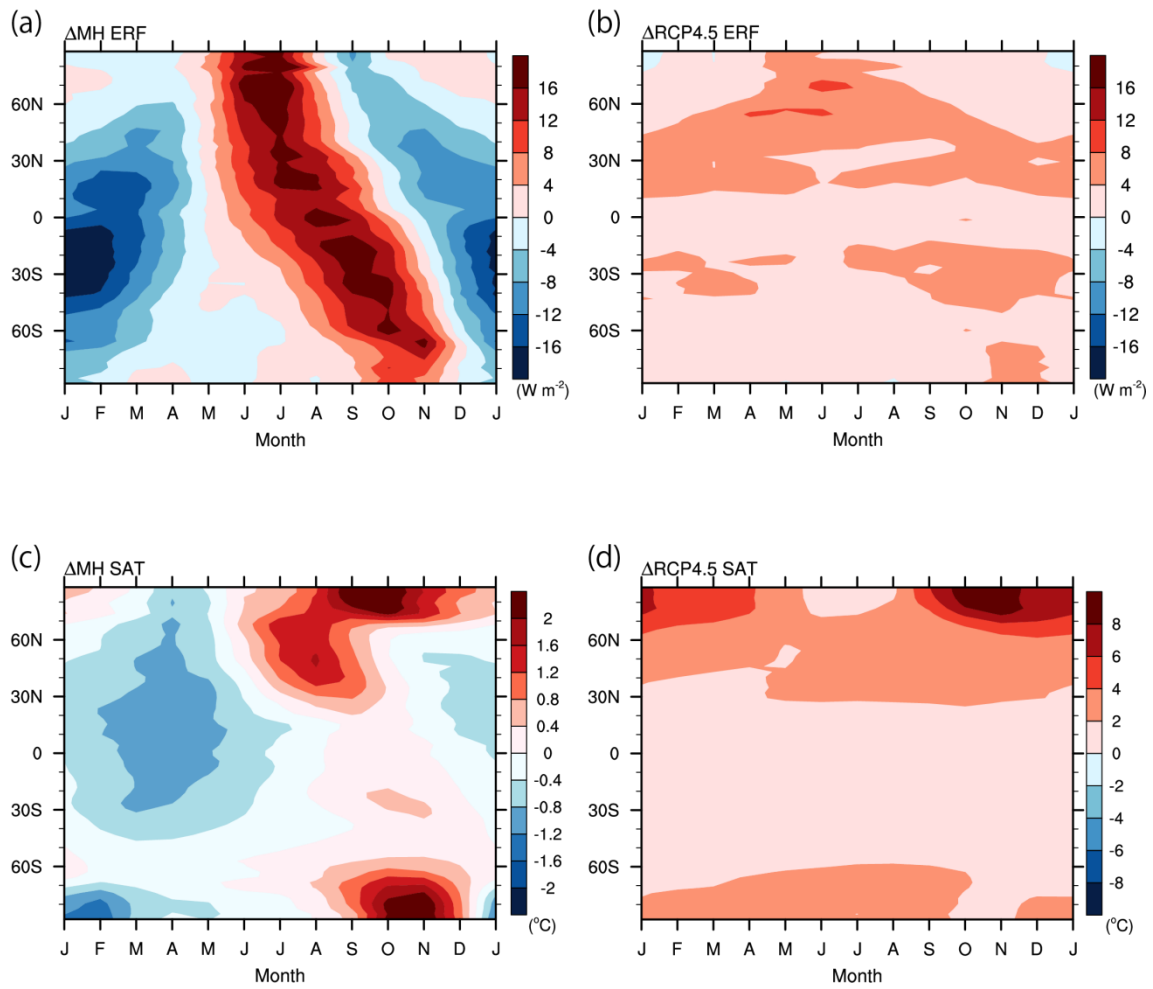 (a)
ΔMH ERF
60N
30N
0
30S
60S
J F M A M J J A S O N D J
Month
16
12
8
4
0
-4
-8
-12
-16
(W m⁻²)
(b)
ΔRCP4.5 ERF
60N
30N
0
30S
60S
J F M A M J J A S O N D J
Month
16
12
8
4
0
-4
-8
-12
-16
(W m⁻²)
(c)
ΔMH SAT
60N
30N
0
30S
60S
J F M A M J J A S O N D J
Month
2
1.6
1.2
0.8
0.4
0
-0.4
-0.8
-1.2
-1.6
-2
(°C)
(d)
ΔRCP4.5 SAT
60N
30N
0
30S
60S
J F M A M J J A S O N D J
Month
8
6
4
2
0
-2
-4
-6
-8
(°C)